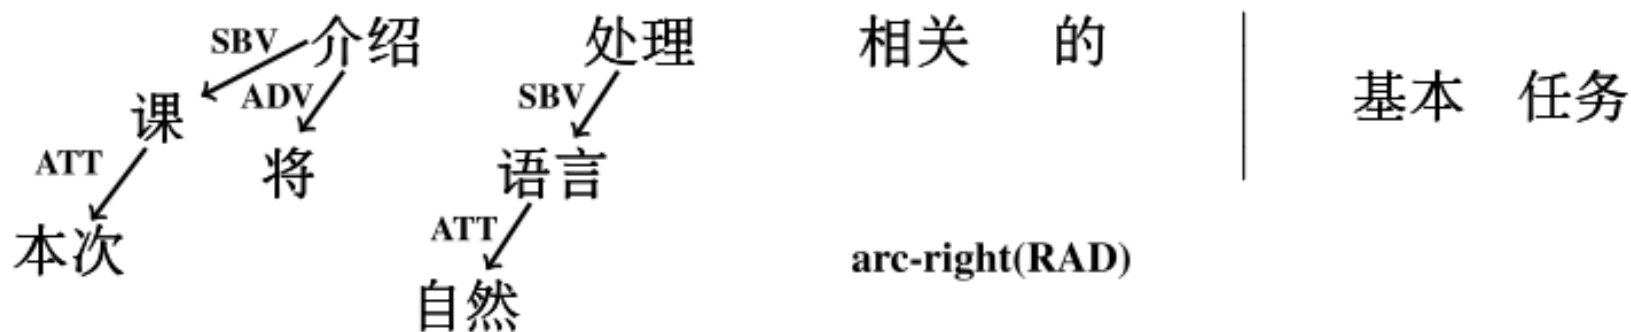 SBV 介绍 处理 相关 的
课 ADV SBV 基本 任务
ATT 将 语言
本次 ATT arc-right(RAD)
自然